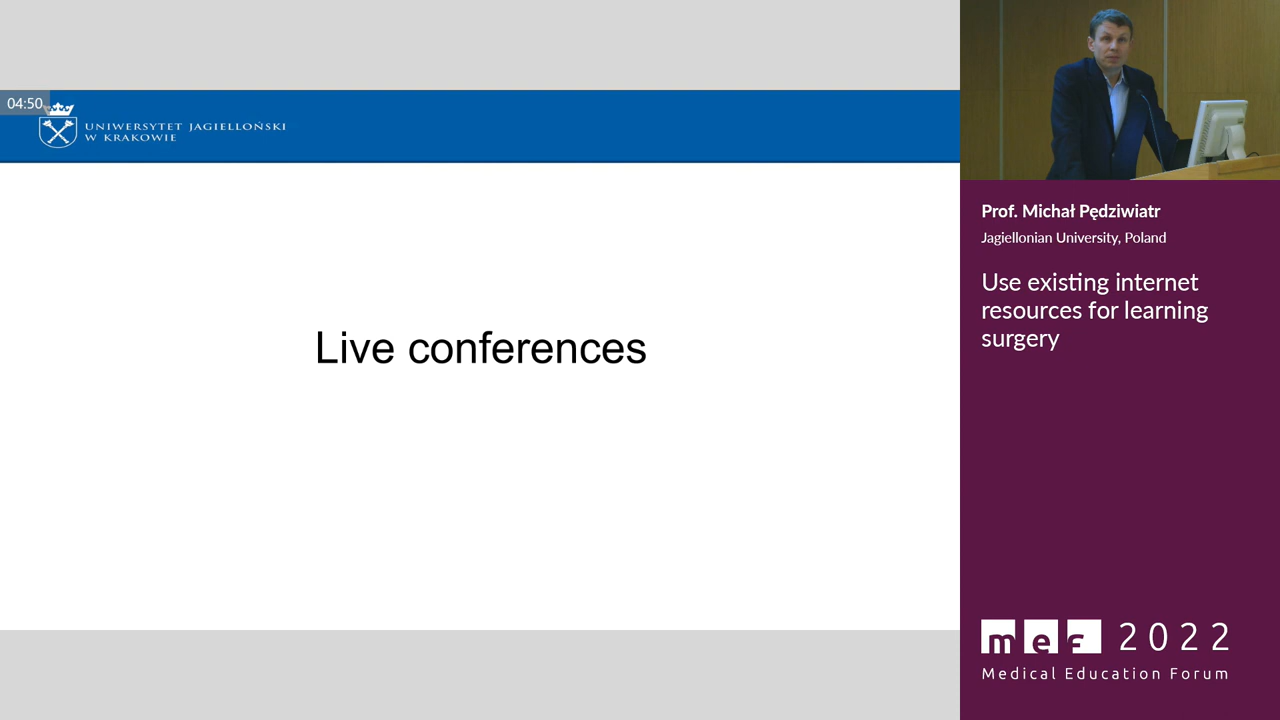 04:50
UNIWERSYTET JAGIELLOŃSKI
W KRAKOWIE
Live conferences
Prof. Michał Pędziwiatr
Jagiellonian University, Poland
Use existing internet
resources for learning
surgery
mef 2022
Medical Education Forum